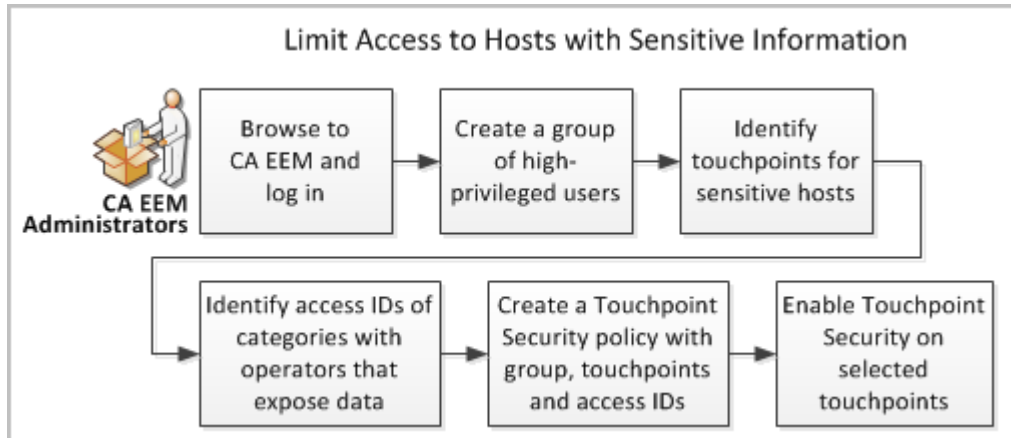 Limit Access to Hosts with Sensitive Information
CA EEM
Administrators
Browse to
CA EEM and
log in
Create a group
of high-
privileged users
Identify
touchpoints for
sensitive hosts
Identify access IDs of
categories with
operators that
expose data
Create a Touchpoint
Security policy with
group, touchpoints
and access IDs
Enable Touchpoint
Security on
selected
touchpoints